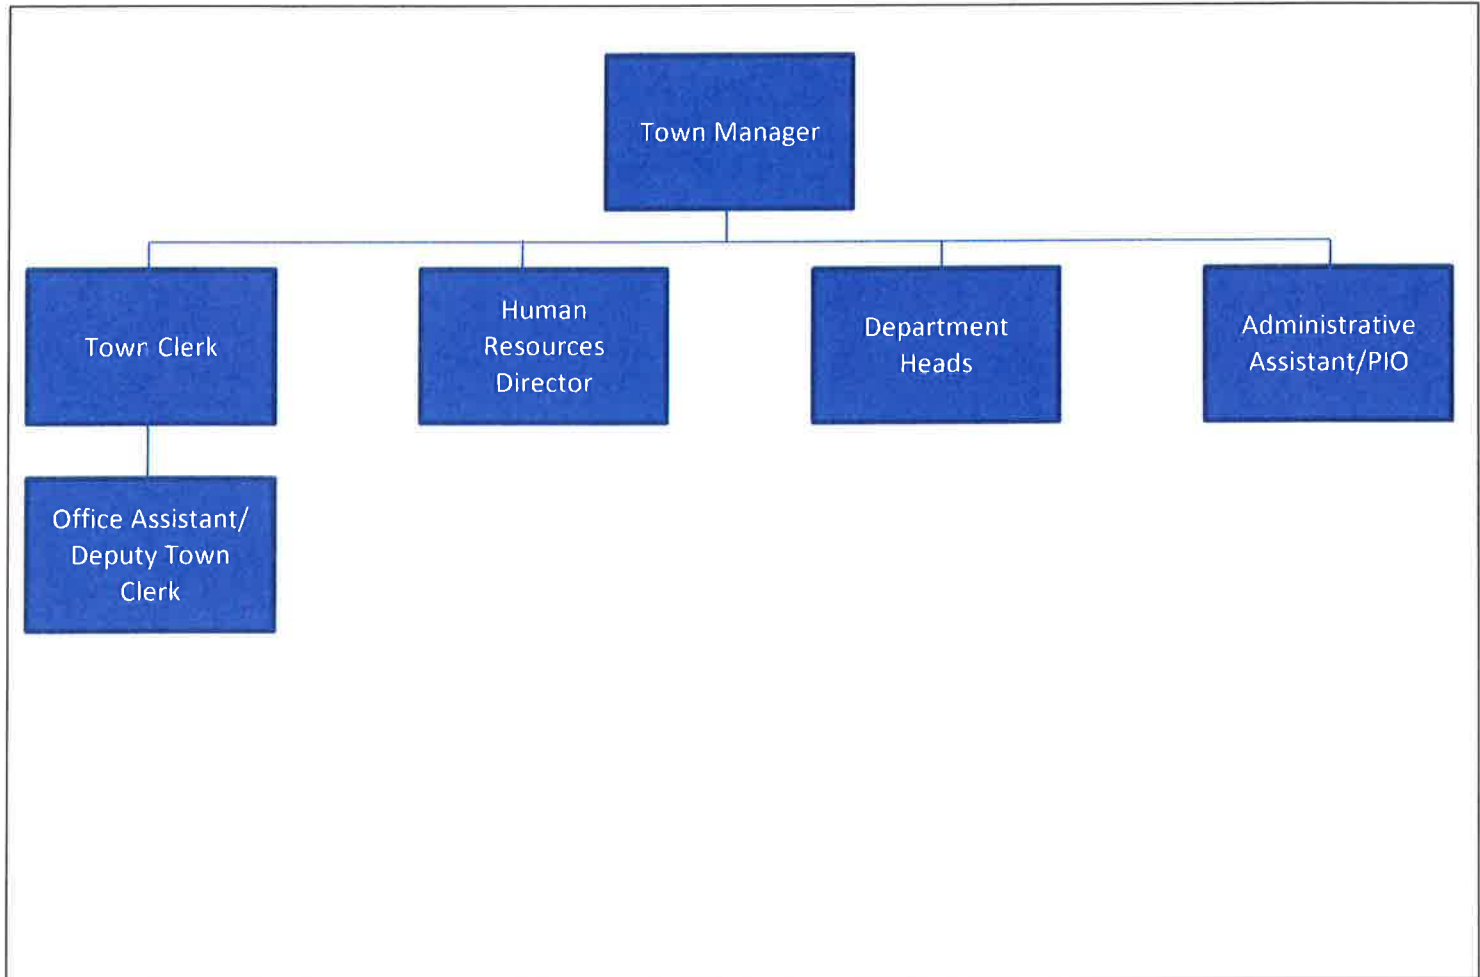 Town Manager
Town Clerk
Human
Resources
Director
Department
Heads
Administrative
Assistant/PIO
Office Assistant/
Deputy Town
Clerk